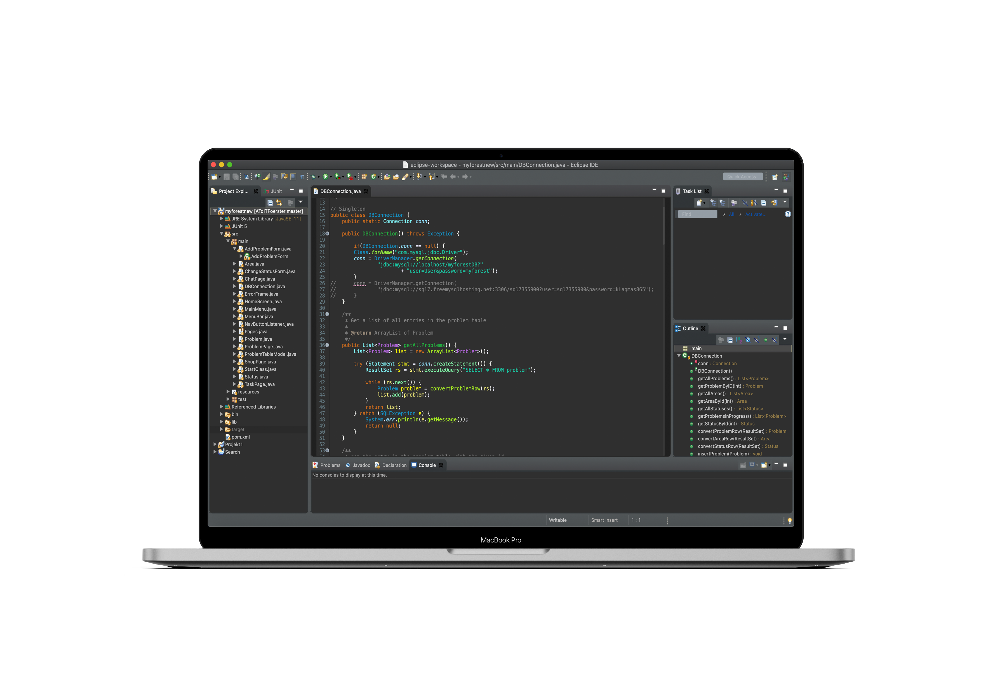 eclipse-workspace - myforestnew/src/main/DBConnection.java - Eclipse IDE
Quick Access
Project Expl...
JUnit
myforestnew [ATdITFoerster master]
JRE System Library [JavaSE-11]
JUnit 5
src
main
AddProblemForm.java
AddProblemForm
Area.java
ChangeStatusForm.java
ChatPage.java
DBConnection.java
ErrorFrame.java
HomeScreen.java
MainMenu.java
MenuBar.java
NavButtonListener.java
Pages.java
Problem.java
ProblemPage.java
ProblemTableModel.java
ShopPage.java
StartClass.java
Status.java
TaskPage.java
resources
test
Referenced Libraries
bin
lib
target
pom.xml
Projekt1
Search
DBConnection.java
13
14 // Singleton
15 public class DBConnection {
16 public static Connection conn;
17
18 public DBConnection() throws Exception {
19
20 if(DBConnection.conn == null) {
21 Class.forName("com.mysql.jdbc.Driver");
22 conn = DriverManager.getConnection(
23 "jdbc:mysql://localhost/myforestDB?"
24 + "user=User&password=myforest");
25 }
26 // conn = DriverManager.getConnection(
27 // "jdbc:mysql://sql7.freemysqlhosting.net:3306/sql7355900?user=sql7355900&password=kHaqmas865");
28 // }
29 }
30
31 /**
32 * Get a list of all entries in the problem table
33 *
34 * @return ArrayList of Problem
35 */
36 public List<Problem> getAllProblems() {
37 List<Problem> list = new ArrayList<Problem>();
38
39 try (Statement stmt = conn.createStatement()) {
40 ResultSet rs = stmt.executeQuery("SELECT * FROM problem");
41
42 while (rs.next()) {
43 Problem problem = convertProblemRow(rs);
44 list.add(problem);
45 }
46 return list;
47 } catch (SQLException e) {
48 System.err.println(e.getMessage());
49 return null;
50 }
51 }
52
53 /**
Task List
Find
All
Activate...
Outline
main
DBConnection
conn : Connection
DBConnection()
getAllProblems() : List<Problem>
getProblemByID(int) : Problem
getAllAreas() : List<Area>
getAreaById(int) : Area
getAllStatuses() : List<Status>
getProblemsInProgress() : List<Problem>
getStatusById(int) : Status
convertProblemRow(ResultSet) : Problem
convertAreaRow(ResultSet) : Area
convertStatusRow(ResultSet) : Status
insertProblem(Problem) : void
Problems
Javadoc
Declaration
Console
No consoles to display at this time.
Writable
Smart Insert
1 : 1
MacBook Pro